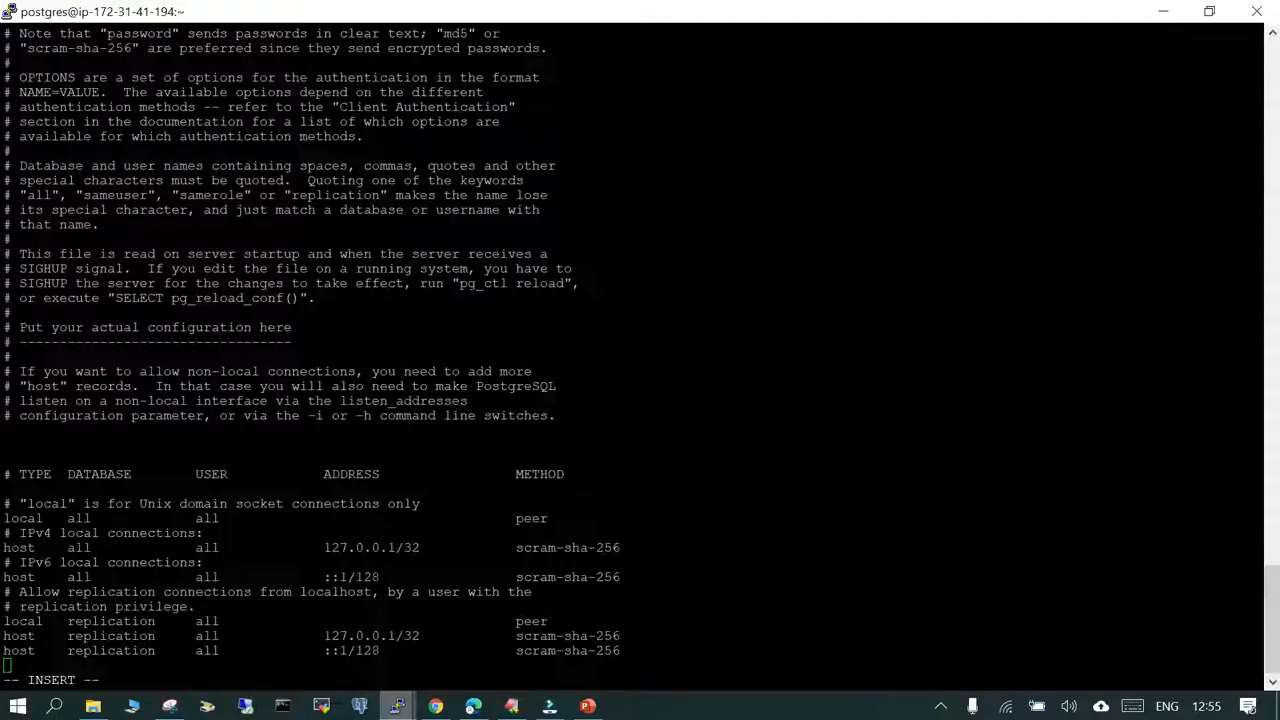 postgres@ip-172-31-41-194:~
# Note that "password" sends passwords in clear text; "md5" or
# "scram-sha-256" are preferred since they send encrypted passwords.
#
# OPTIONS are a set of options for the authentication in the format
# NAME=VALUE.  The available options depend on the different
# authentication methods -- refer to the "Client Authentication"
# section in the documentation for a list of which options are
# available for which authentication methods.
#
# Database and user names containing spaces, commas, quotes and other
# special characters must be quoted.  Quoting one of the keywords
# "all", "sameuser", "samerole" or "replication" makes the name lose
# its special character, and just match a database or username with
# that name.
#
# This file is read on server startup and when the server receives a
# SIGHUP signal.  If you edit the file on a running system, you have to
# SIGHUP the server for the changes to take effect, run "pg_ctl reload",
# or execute "SELECT pg_reload_conf()".
#
# Put your actual configuration here
# ----------------------------------
#
# If you want to allow non-local connections, you need to add more
# "host" records.  In that case you will also need to make PostgreSQL
# listen on a non-local interface via the listen_addresses
# configuration parameter, or via the -i or -h command line switches.
# TYPE  DATABASE        USER            ADDRESS                 METHOD
# "local" is for Unix domain socket connections only
local   all             all                                     peer
# IPv4 local connections:
host    all             all             127.0.0.1/32            scram-sha-256
# IPv6 local connections:
host    all             all             ::1/128                 scram-sha-256
# Allow replication connections from localhost, by a user with the
# replication privilege.
local   replication     all                                     peer
host    replication     all             127.0.0.1/32            scram-sha-256
host    replication     all             ::1/128                 scram-sha-256
-- INSERT --
ENG 12:55